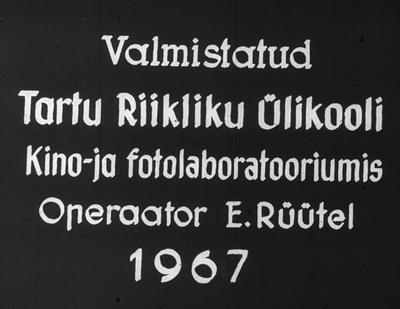 Valmistatud
Tartu Riikliku Ülikooli
Kino-ja fotolaboratooriumis
Operaator E. Rüütel
1967